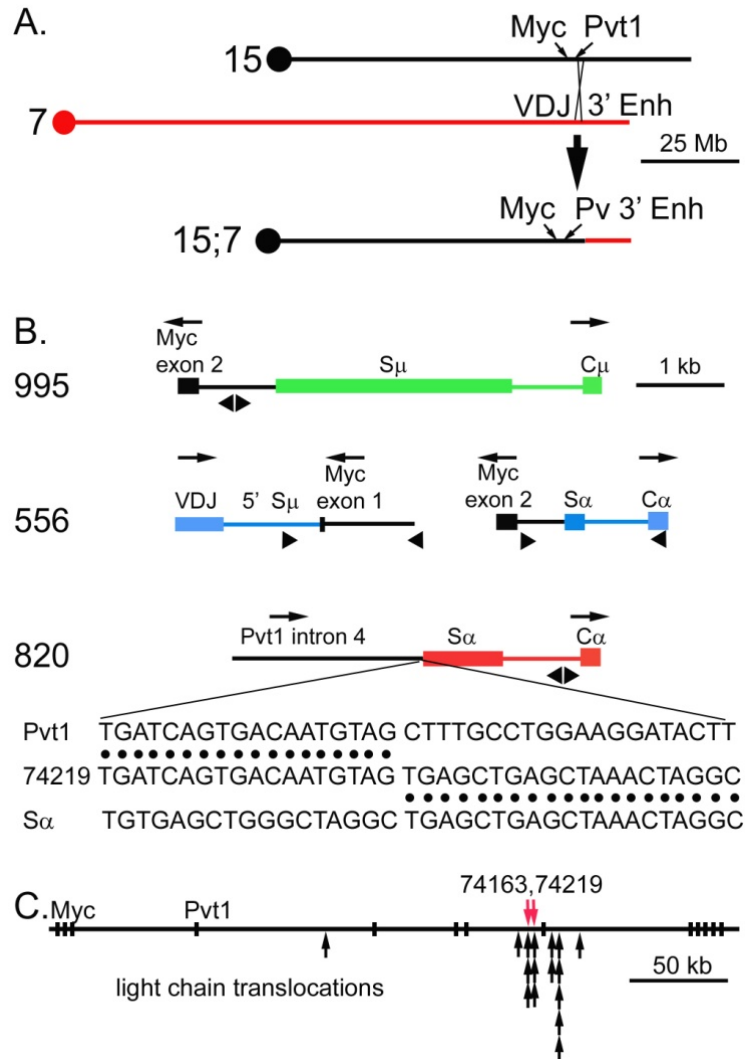 A.
Myc Pvt1
15
VDJ 3' Enh
7
25 Mb
Myc Pv 3' Enh
15;7
B.
Myc
exon 2 Sμ Cμ
995
1 kb
Myc Myc
VDJ 5' Sμ exon 1 exon 2 Sα Cα
556
Pvt1 intron 4 Sα Cα
820
Pvt1 TGATCAGTGACAATGTAG CTTTGCCTGGAAGGATACTT
74219 TGATCAGTGACAATGTAG TGAGCTGAGCTAAACTAGGC
Sα TGTGAGCTGGGCTAGGC TGAGCTGAGCTAAACTAGGC
74163,74219
C. Myc Pvt1
light chain translocations
50 kb